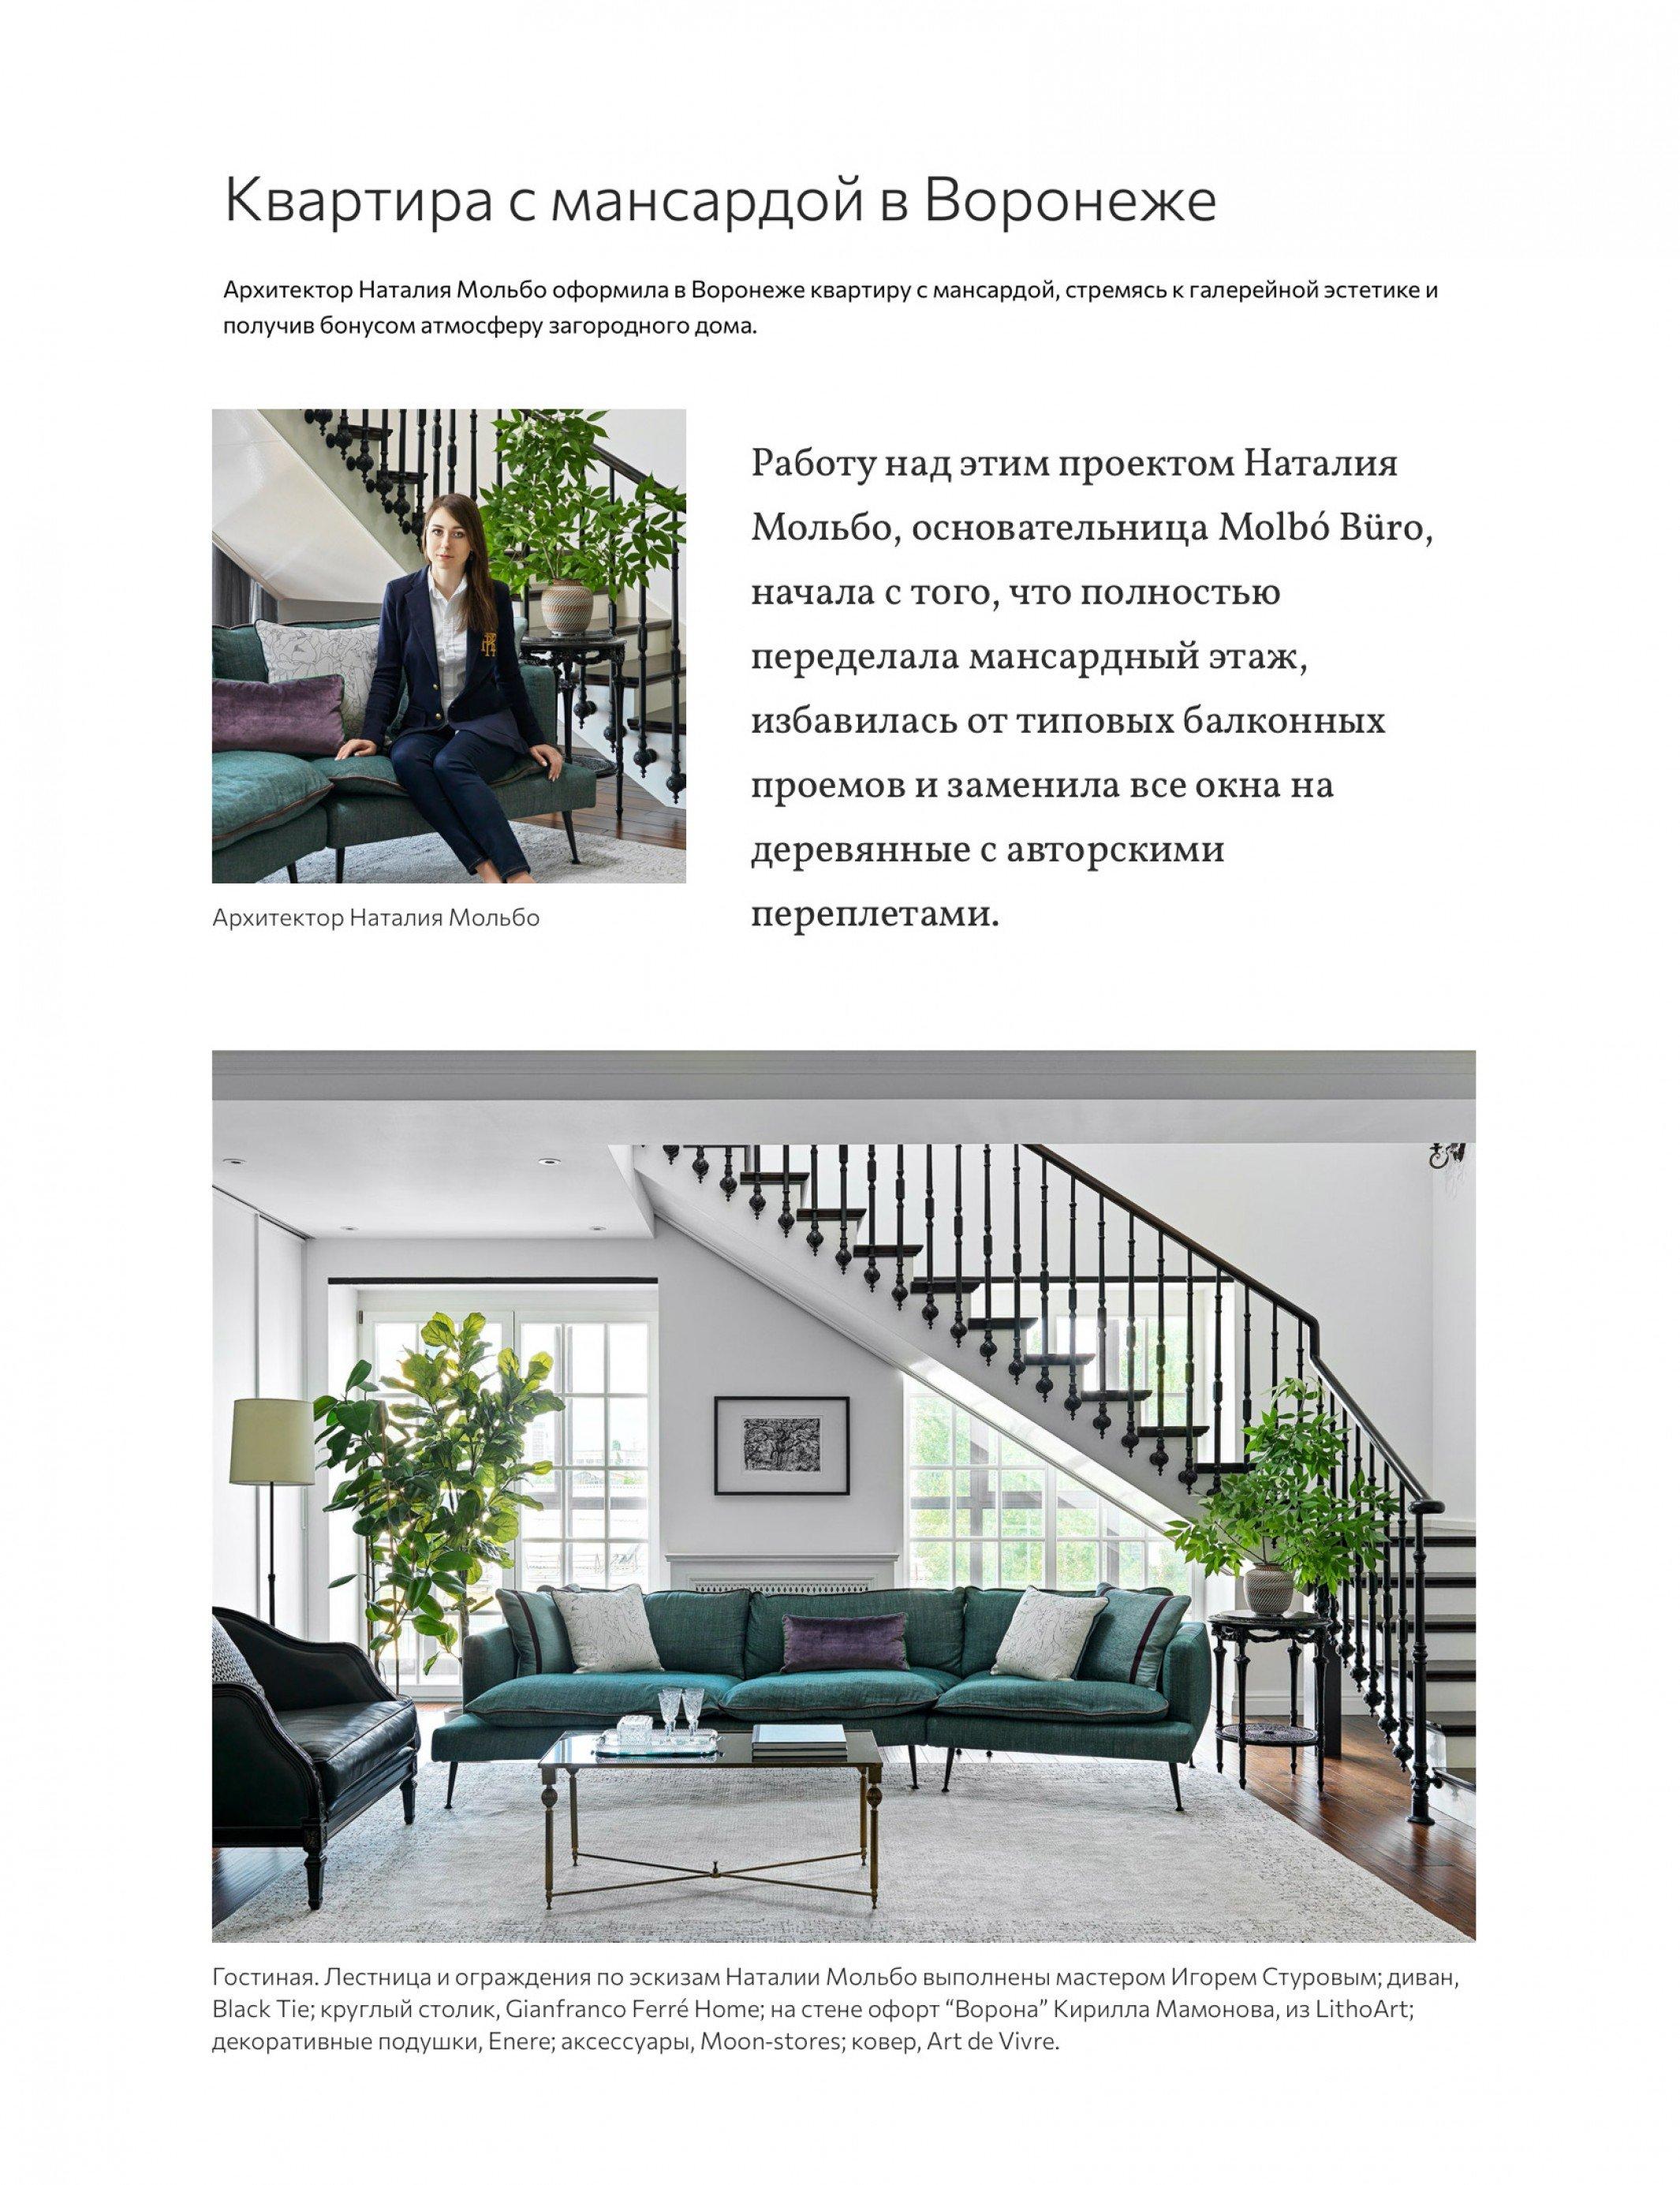 Квартира с мансардой в Воронеже
Архитектор Наталия Мольбо оформила в Воронеже квартиру с мансардой, стремясь к галерейной эстетике и
получив бонусом атмосферу загородного дома.
Работу над этим проектом Наталия
Мольбо, основательница Molbó Büro,
начала с того, что полностью
переделала мансардный этаж,
избавилась от типовых балконных
проемов и заменила все окна на
деревянные с авторскими
переплетами.
Архитектор Наталия Мольбо
Гостиная. Лестница и ограждения по эскизам Наталии Мольбо выполнены мастером Игорем Стуровым; диван,
Black Tie; круглый столик, Gianfranco Ferré Home; на стене офорт “Ворона” Кирилла Мамонова, из LithoArt;
декоративные подушки, Enere; аксессуары, Moon-stores; ковер, Art de Vivre.